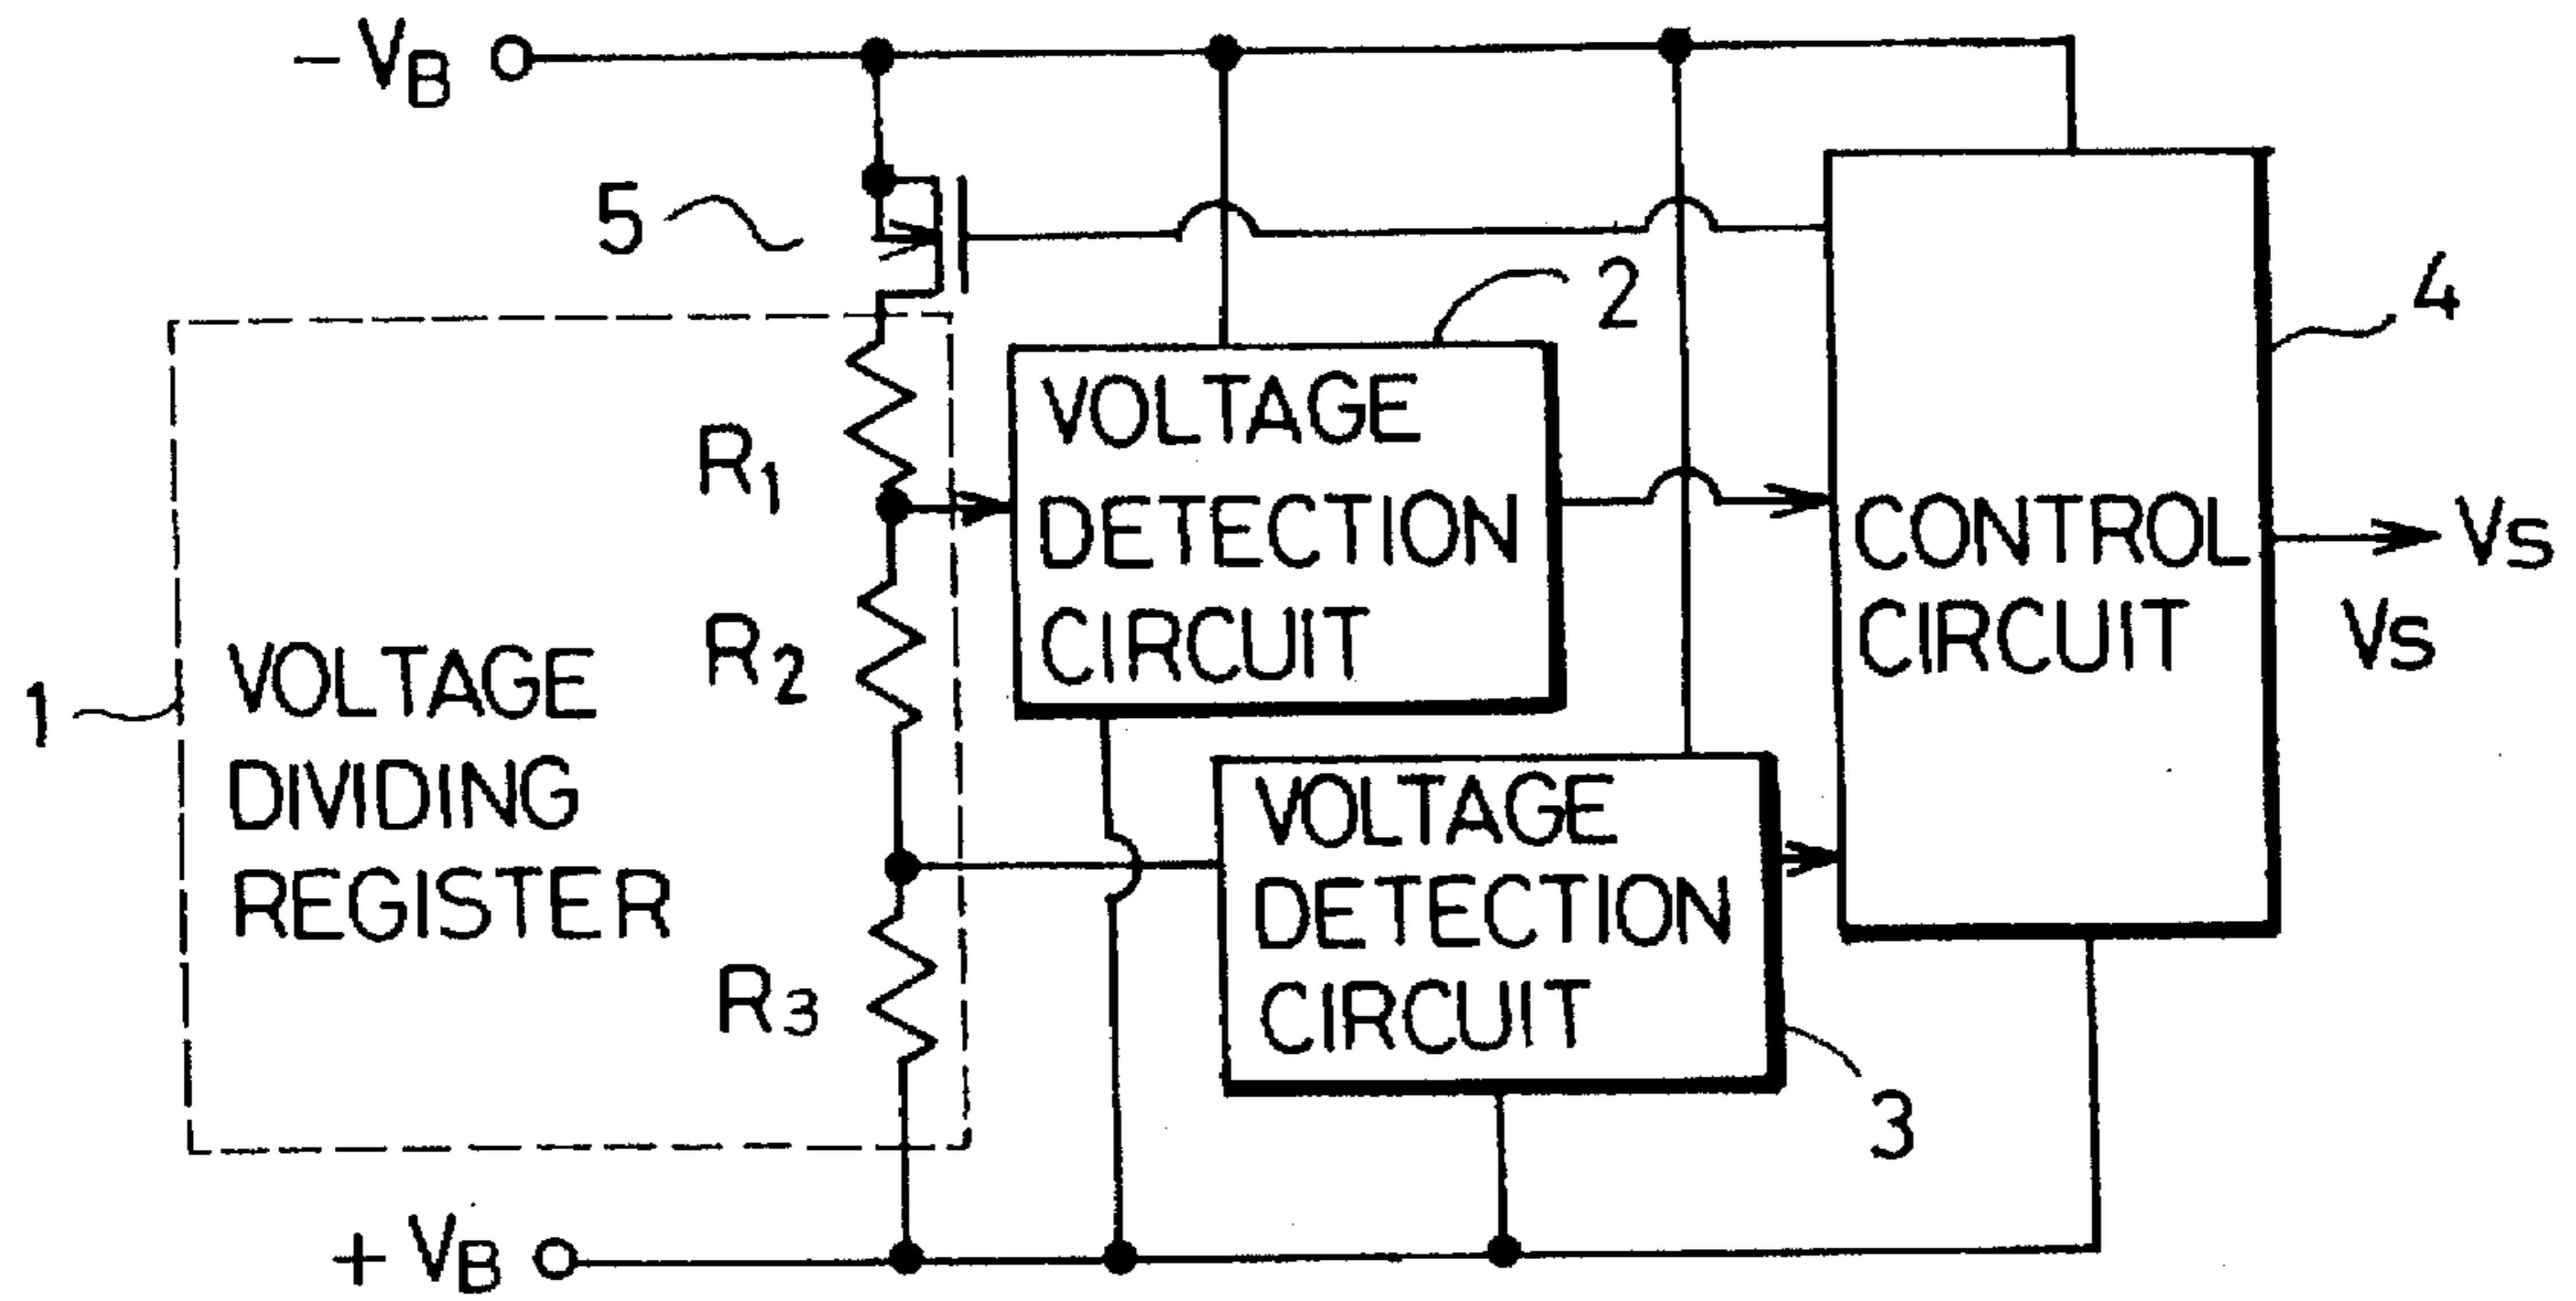 − VB
5
2
4
VOLTAGE
DETECTION
CIRCUIT
R1
CONTROL
CIRCUIT
VS
VS
R2
1
VOLTAGE
DIVIDING
REGISTER
VOLTAGE
DETECTION
CIRCUIT
R3
3
+ VB